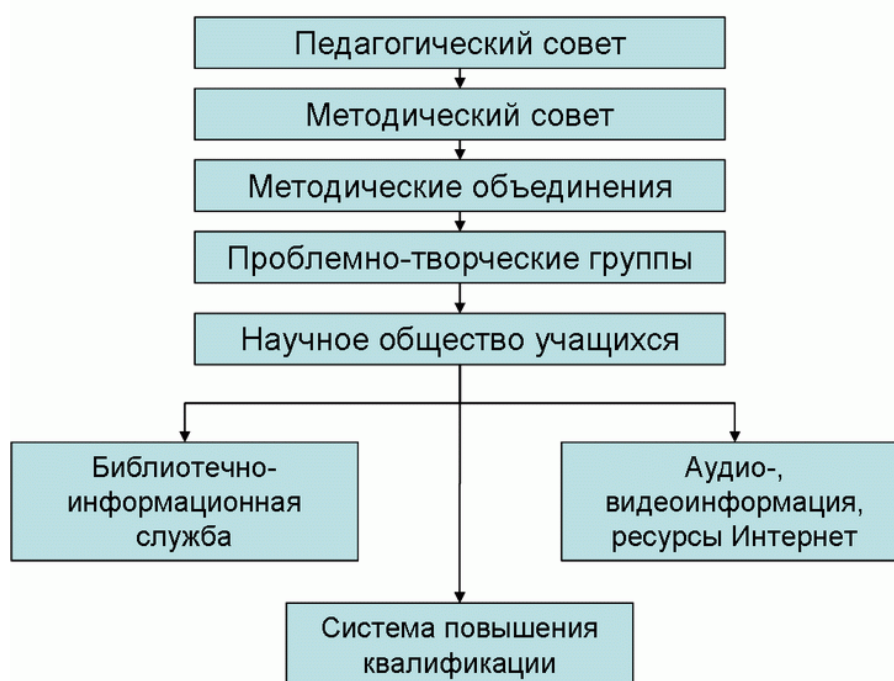 Педагогический совет
Методический совет
Методические объединения
Проблемно-творческие группы
Научное общество учащихся
Библиотечно-
информационная
служба
Аудио-,
видеоинформация,
ресурсы Интернет
Система повышения
квалификации